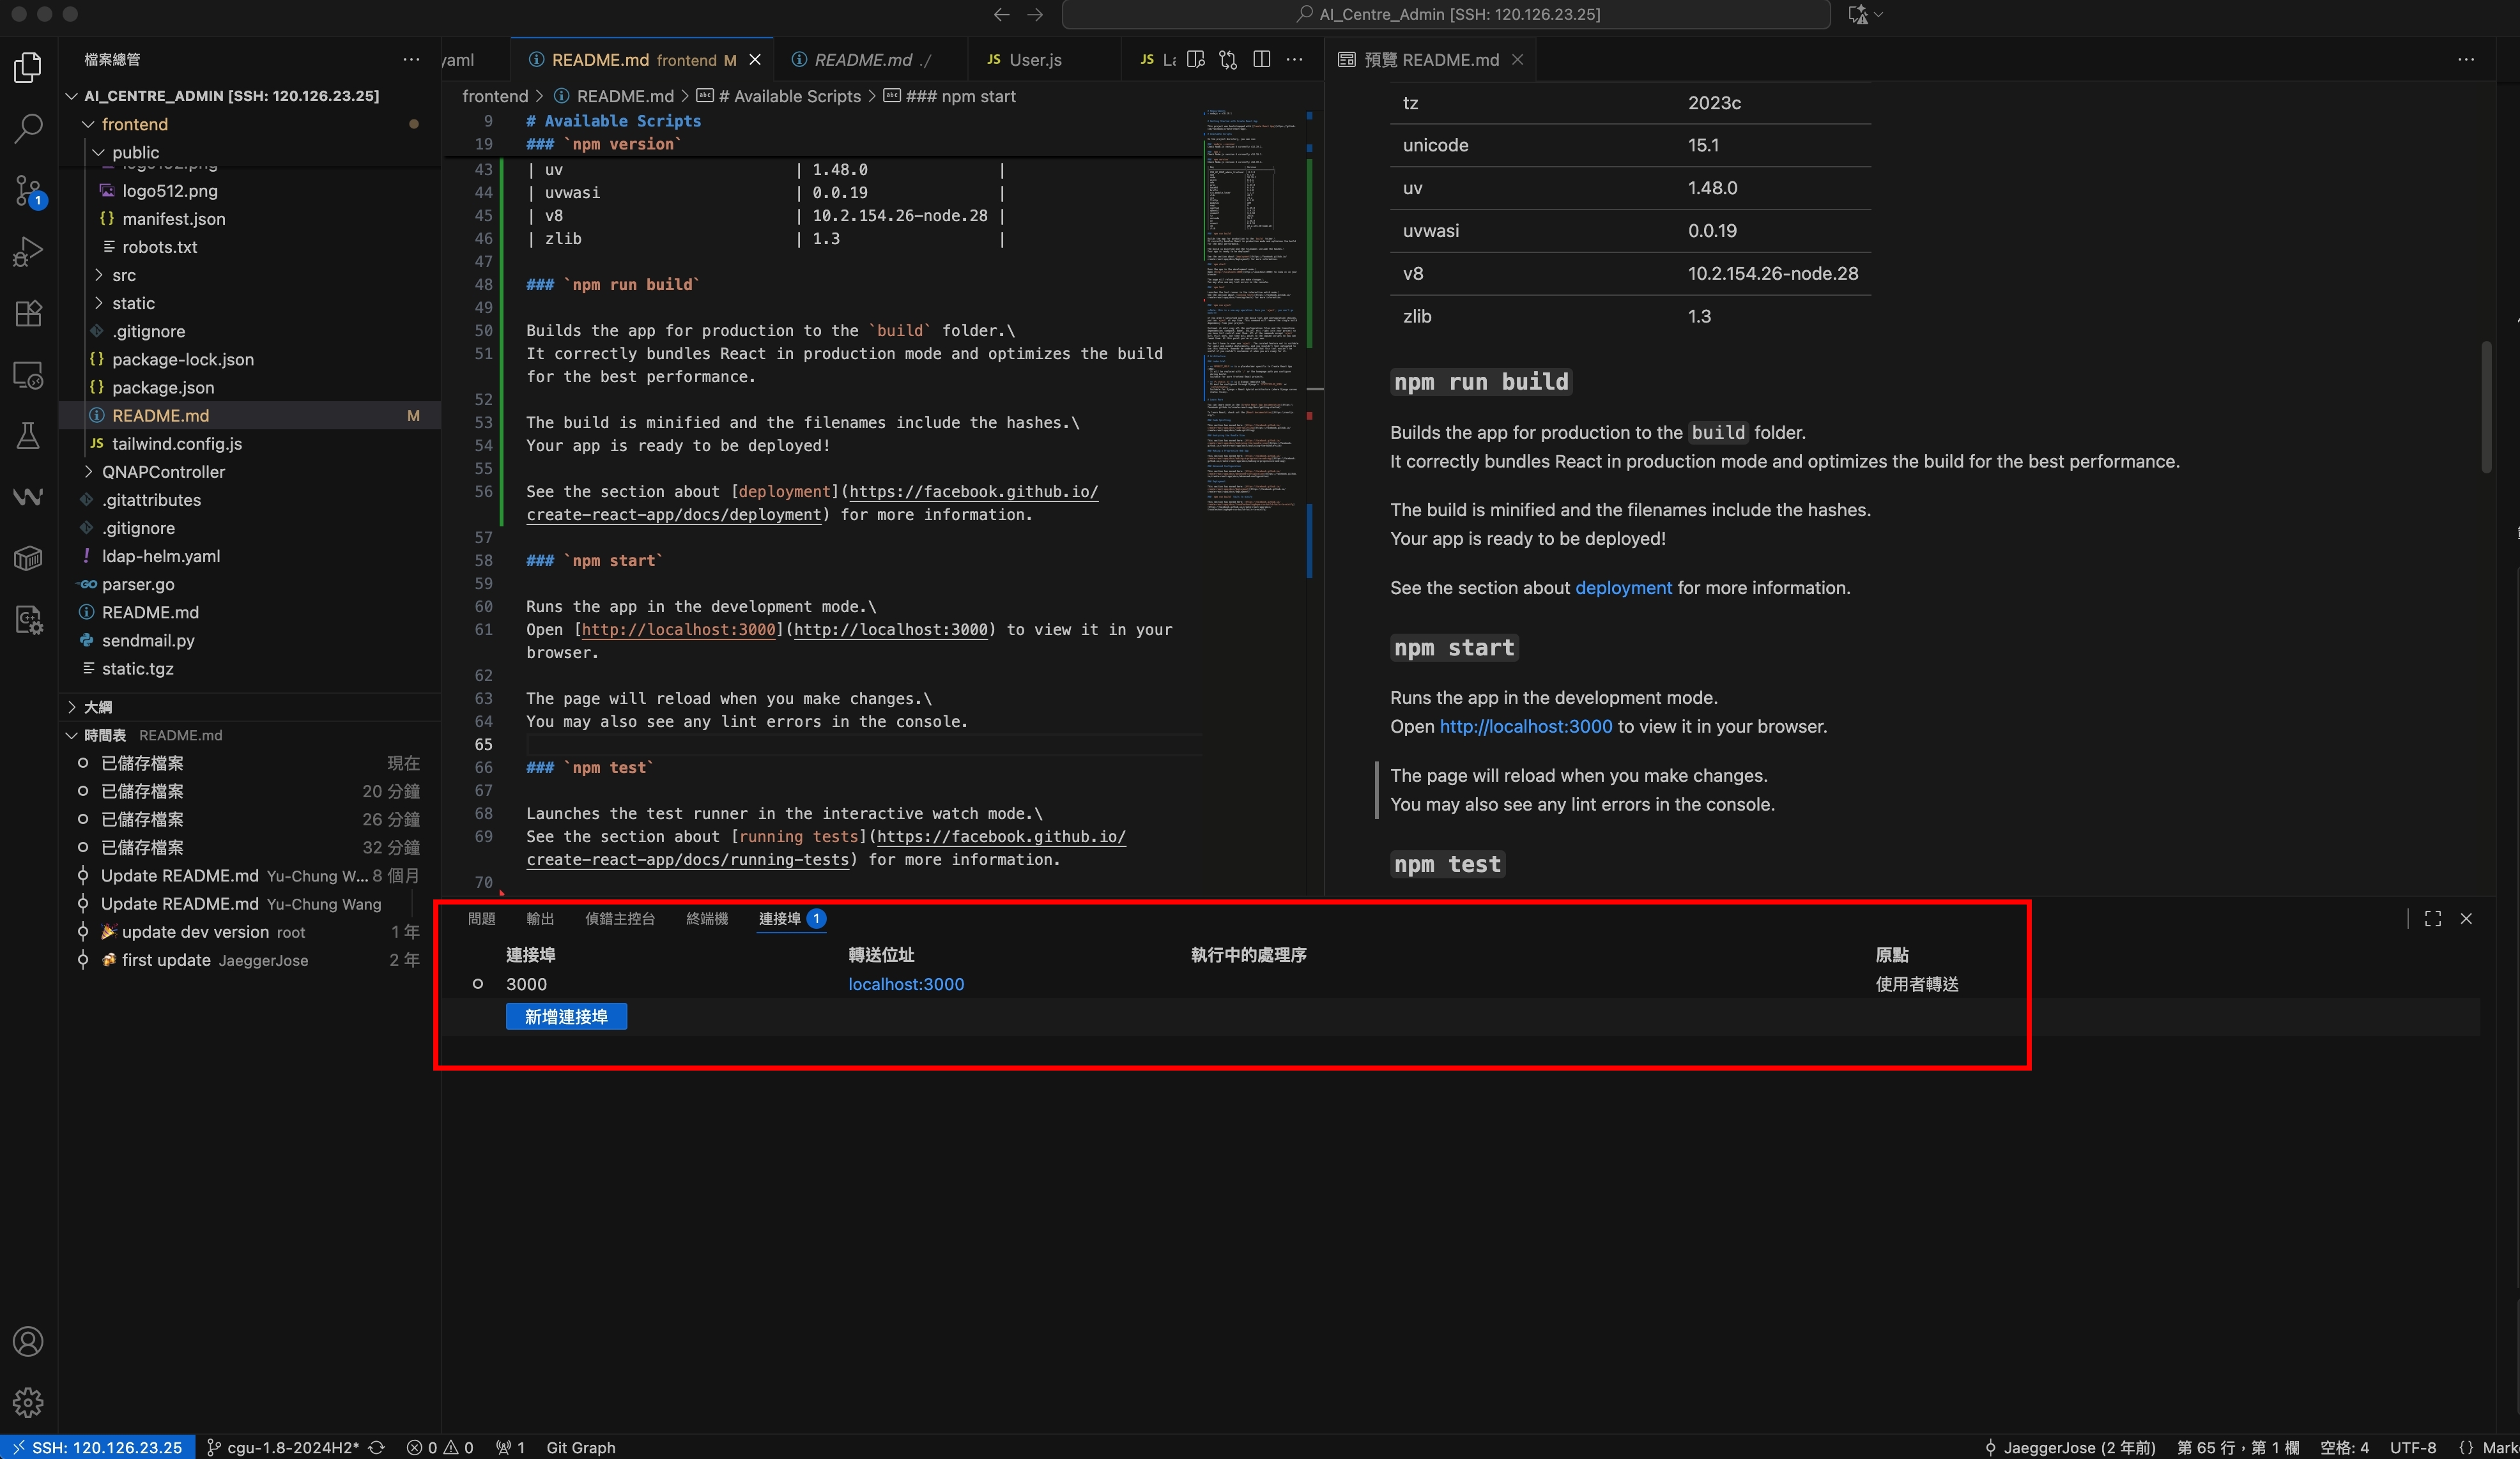 AI_Centre_Admin [SSH: 120.126.23.25]
檔案總管
AI_CENTRE_ADMIN [SSH: 120.126.23.25]
frontend
public
logo512.png
manifest.json
robots.txt
src
static
.gitignore
package-lock.json
package.json
README.md M
tailwind.config.js
QNAPController
.gitattributes
.gitignore
ldap-helm.yaml
parser.go
README.md
sendmail.py
static.tgz
大綱
時間表 README.md
已儲存檔案 現在
已儲存檔案 20 分鐘
已儲存檔案 26 分鐘
已儲存檔案 32 分鐘
Update README.md Yu-Chung W... 8 個月
Update README.md Yu-Chung Wang
🎉 update dev version root 1 年
🍻 first update JaeggerJose 2 年
yaml README.md frontend M README.md ./ JS User.js JS
frontend > README.md > # Available Scripts > ### npm start
9 # Available Scripts
19 ### `npm version`
43 | uv | 1.48.0 |
44 | uvwasi | 0.0.19 |
45 | v8 | 10.2.154.26-node.28 |
46 | zlib | 1.3 |
47
48 ### `npm run build`
49
50 Builds the app for production to the `build` folder.\
51 It correctly bundles React in production mode and optimizes the build
for the best performance.
52
53 The build is minified and the filenames include the hashes.\
54 Your app is ready to be deployed!
55
56 See the section about [deployment](https://facebook.github.io/
create-react-app/docs/deployment) for more information.
57
58 ### `npm start`
59
60 Runs the app in the development mode.\
61 Open [http://localhost:3000](http://localhost:3000) to view it in your
browser.
62
63 The page will reload when you make changes.\
64 You may also see any lint errors in the console.
65
66 ### `npm test`
67
68 Launches the test runner in the interactive watch mode.\
69 See the section about [running tests](https://facebook.github.io/
create-react-app/docs/running-tests) for more information.
70
預覽 README.md
tz 2023c
unicode 15.1
uv 1.48.0
uvwasi 0.0.19
v8 10.2.154.26-node.28
zlib 1.3
npm run build
Builds the app for production to the build folder.
It correctly bundles React in production mode and optimizes the build for the best performance.
The build is minified and the filenames include the hashes.
Your app is ready to be deployed!
See the section about deployment for more information.
npm start
Runs the app in the development mode.
Open http://localhost:3000 to view it in your browser.
The page will reload when you make changes.
You may also see any lint errors in the console.
npm test
問題 輸出 偵錯主控台 終端機 連接埠 1
連接埠 轉送位址 執行中的處理序 原點
3000 localhost:3000 使用者轉送
新增連接埠
SSH: 120.126.23.25 cgu-1.8-2024H2* 0 0 1 Git Graph JaeggerJose (2 年前) 第 65 行，第 1 欄 空格: 4 UTF-8 {} Mark